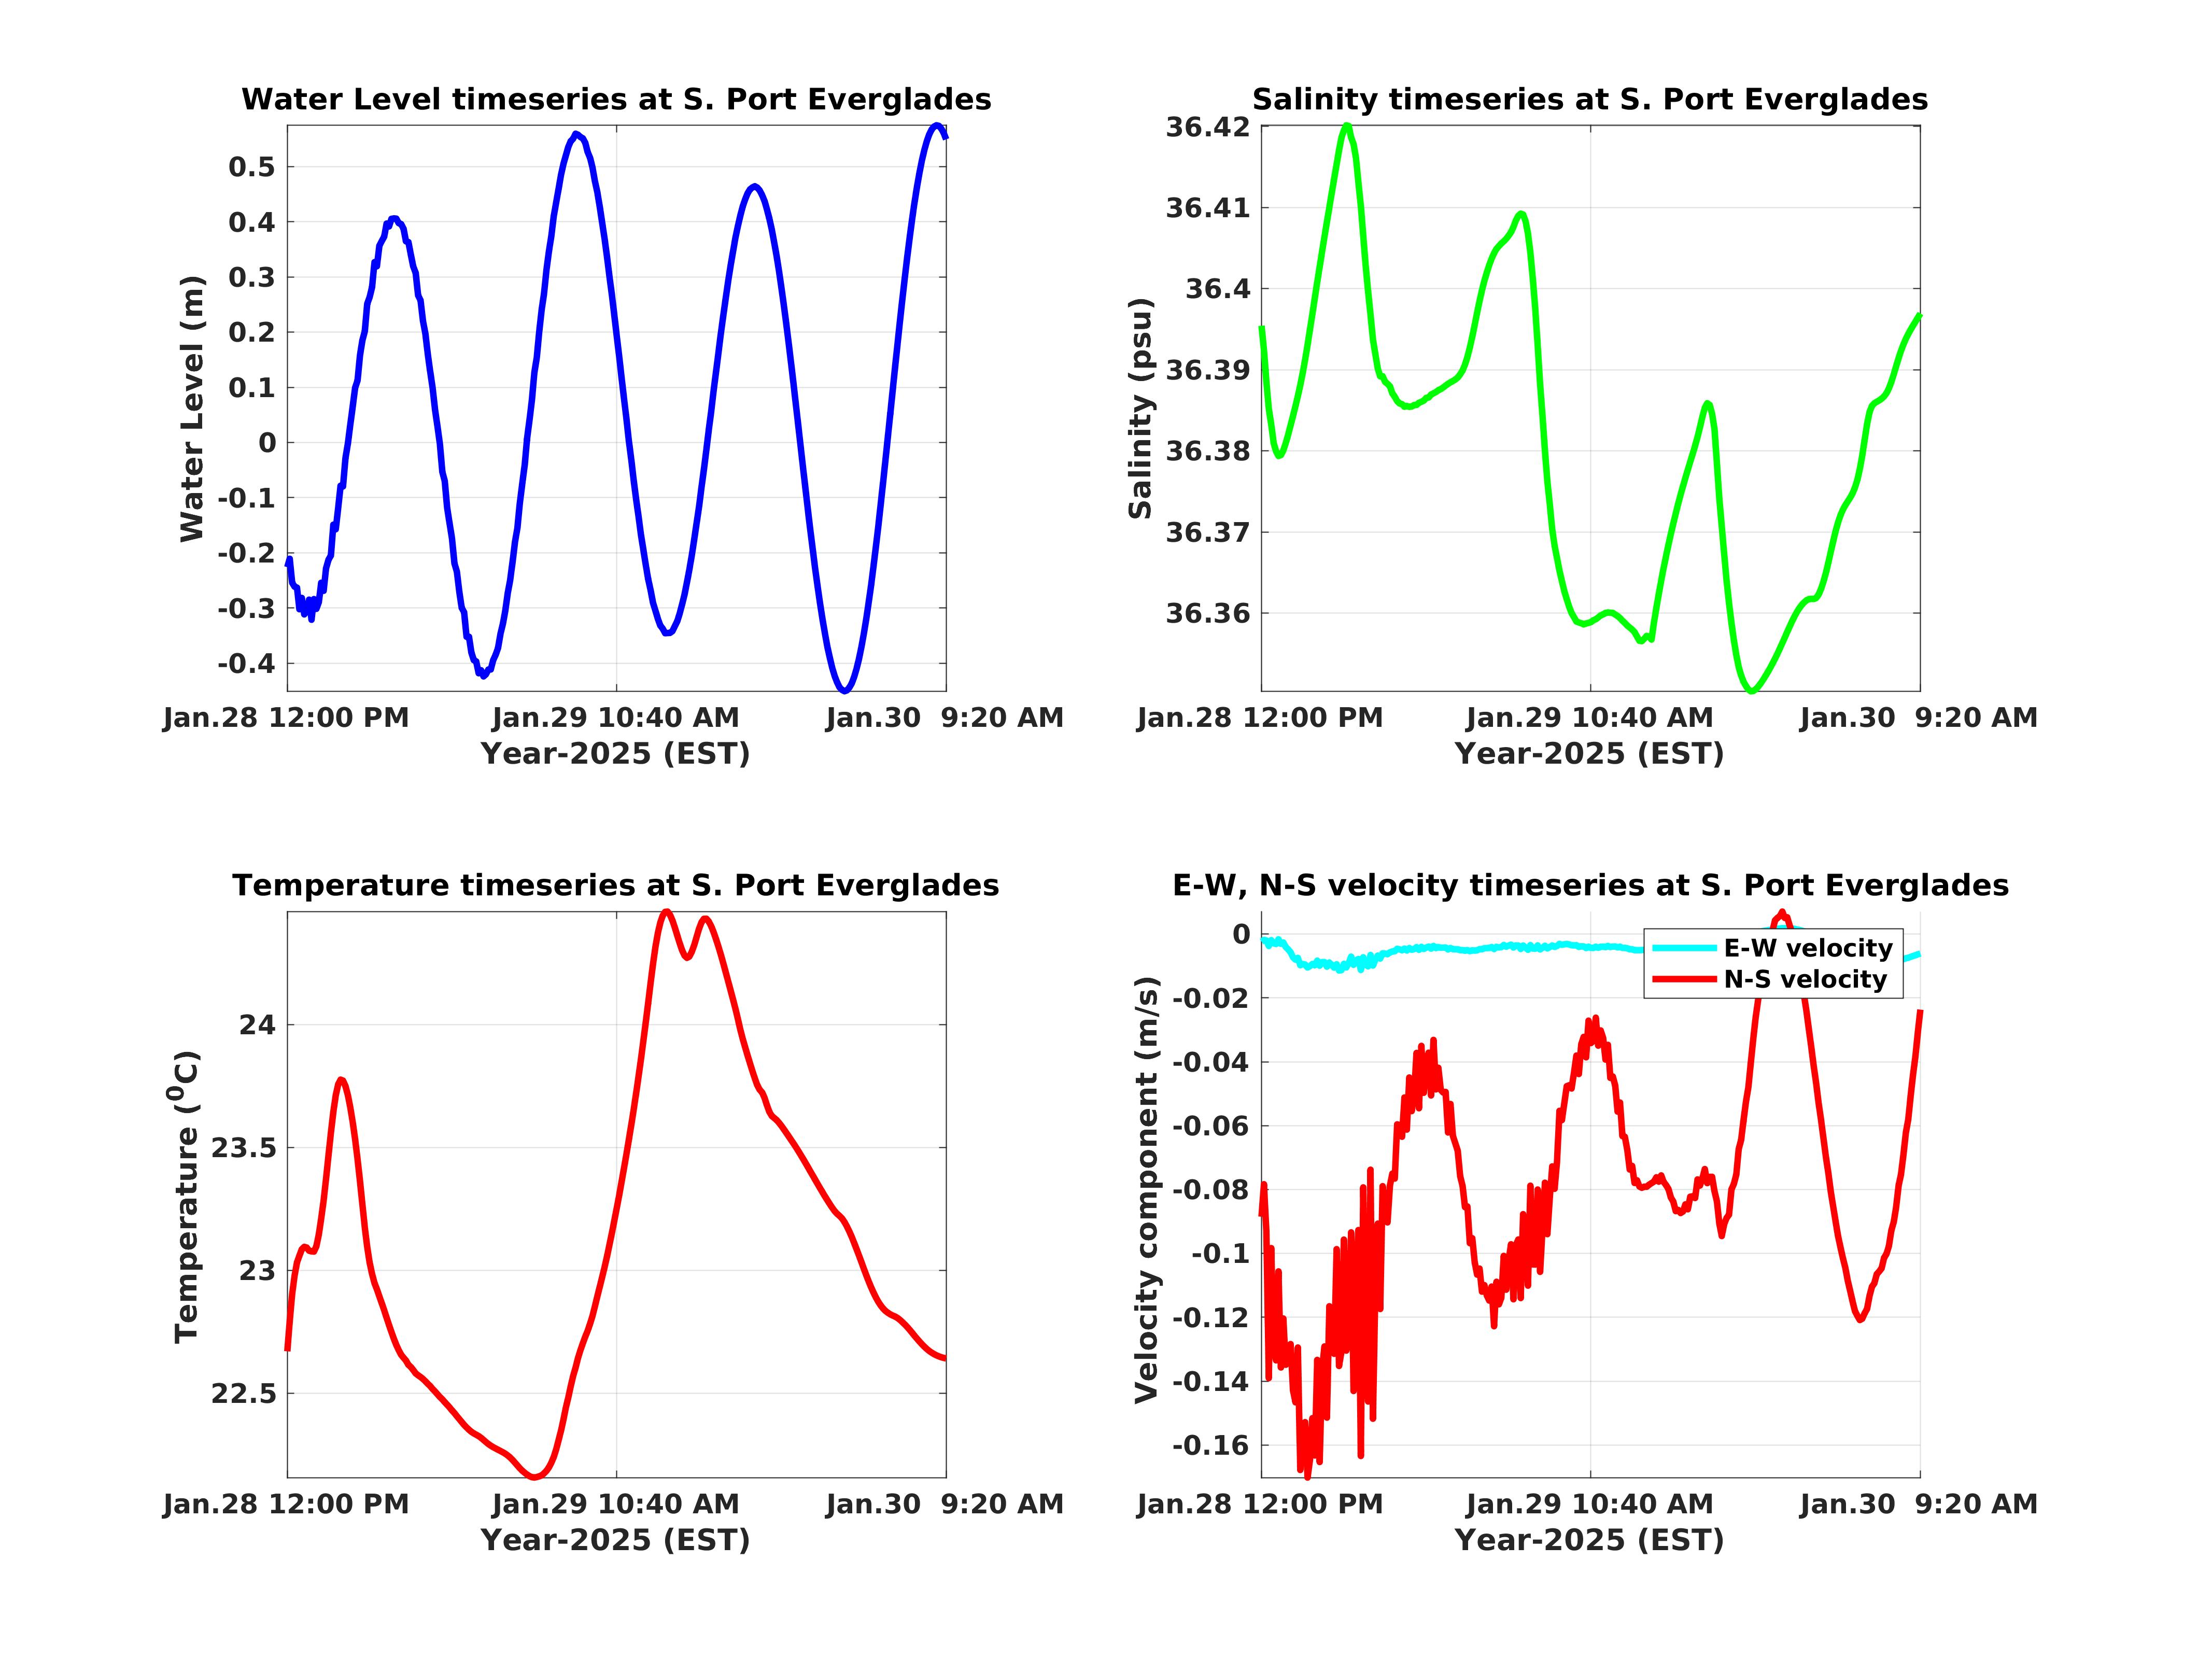 Water Level timeseries at S. Port Everglades
Water Level (m)
0.5
0.4
0.3
0.2
0.1
0
-0.1
-0.2
-0.3
-0.4
Jan.28 12:00 PM Jan.29 10:40 AM Jan.30  9:20 AM
Year-2025 (EST)
Salinity timeseries at S. Port Everglades
Salinity (psu)
36.42
36.41
36.4
36.39
36.38
36.37
36.36
Jan.28 12:00 PM Jan.29 10:40 AM Jan.30  9:20 AM
Year-2025 (EST)
Temperature timeseries at S. Port Everglades
Temperature (⁰C)
24
23.5
23
22.5
Jan.28 12:00 PM Jan.29 10:40 AM Jan.30  9:20 AM
Year-2025 (EST)
E-W, N-S velocity timeseries at S. Port Everglades
Velocity component (m/s)
0
-0.02
-0.04
-0.06
-0.08
-0.1
-0.12
-0.14
-0.16
E-W velocity
N-S velocity
Jan.28 12:00 PM Jan.29 10:40 AM Jan.30  9:20 AM
Year-2025 (EST)